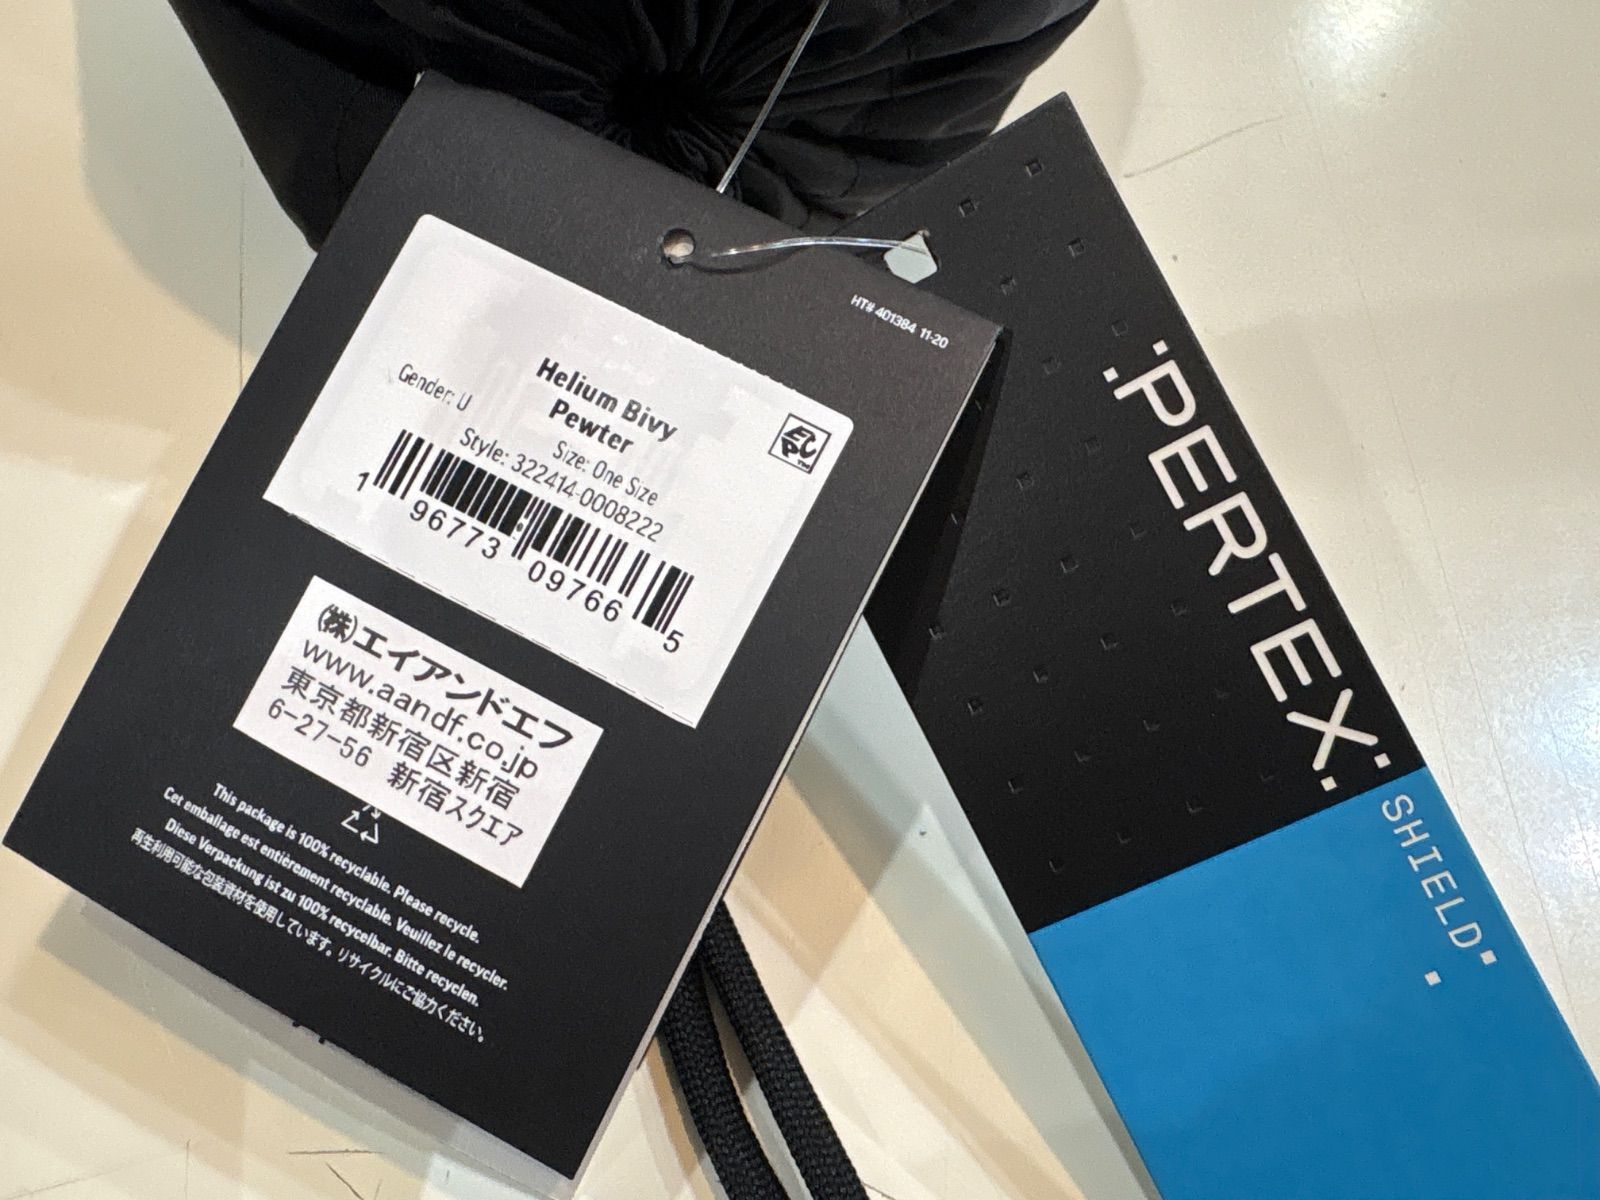 HT# 401384 11-20
Helium Bivy
Pewter
Gender: U
Size: One Size
Style: 322414-0008222
1 96773 09766 5
(株)エイアンドエフ
www.aandf.co.jp
東京都新宿区新宿
6-27-56 新宿スクエア
This package is 100% recyclable. Please recycle.
Cet emballage est entièrement recyclable. Veuillez le recycler.
Diese Verpackung ist zu 100% recycelbar. Bitte recyclen.
再生利用可能な包装資材を使用しています。リサイクルにご協力ください。
PERTEX
SHIELD